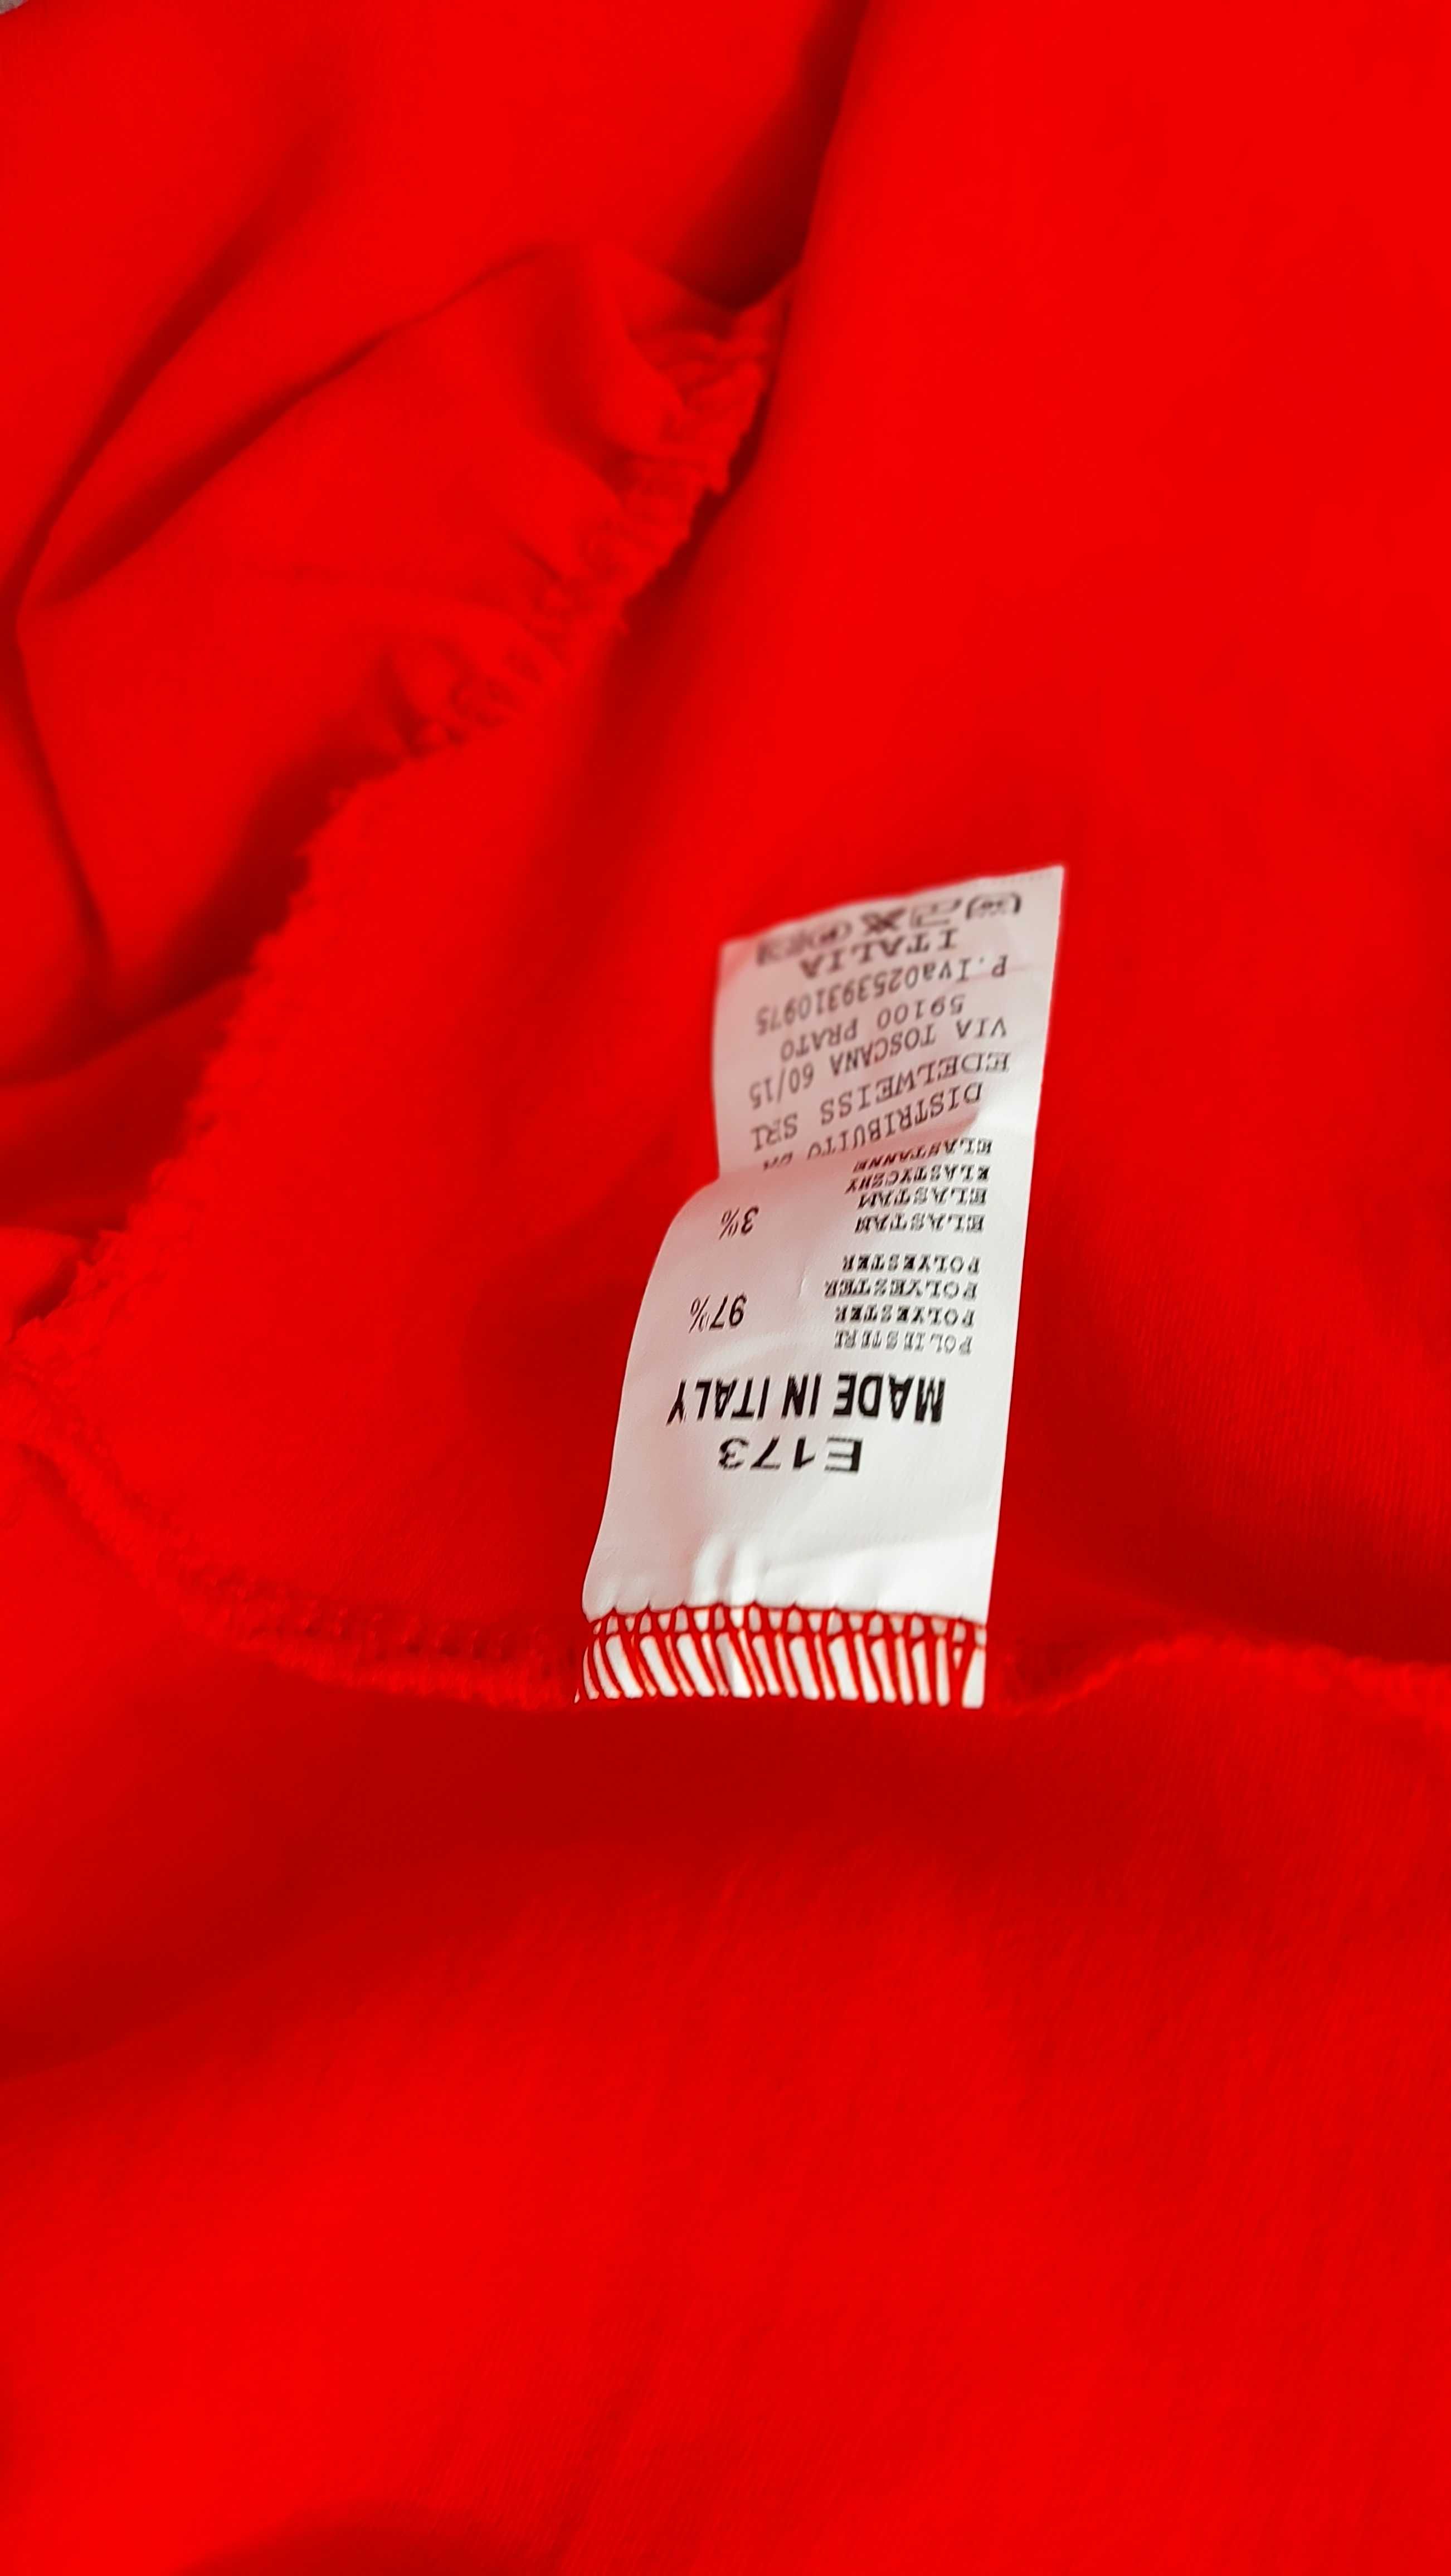 E173
MADE IN ITALY
POLIESTERE
POLYESTER 97%
POLYESTER
POLYESTER
ELASTAN
ELASTAM 3%
ELASTYCZNY
ELASTANNE
DISTRIBUITO DA
EDELWEISS SRL
VIA TOSCANA 60/15
59100 PRATO
P.Iva02539310975
ITALIA